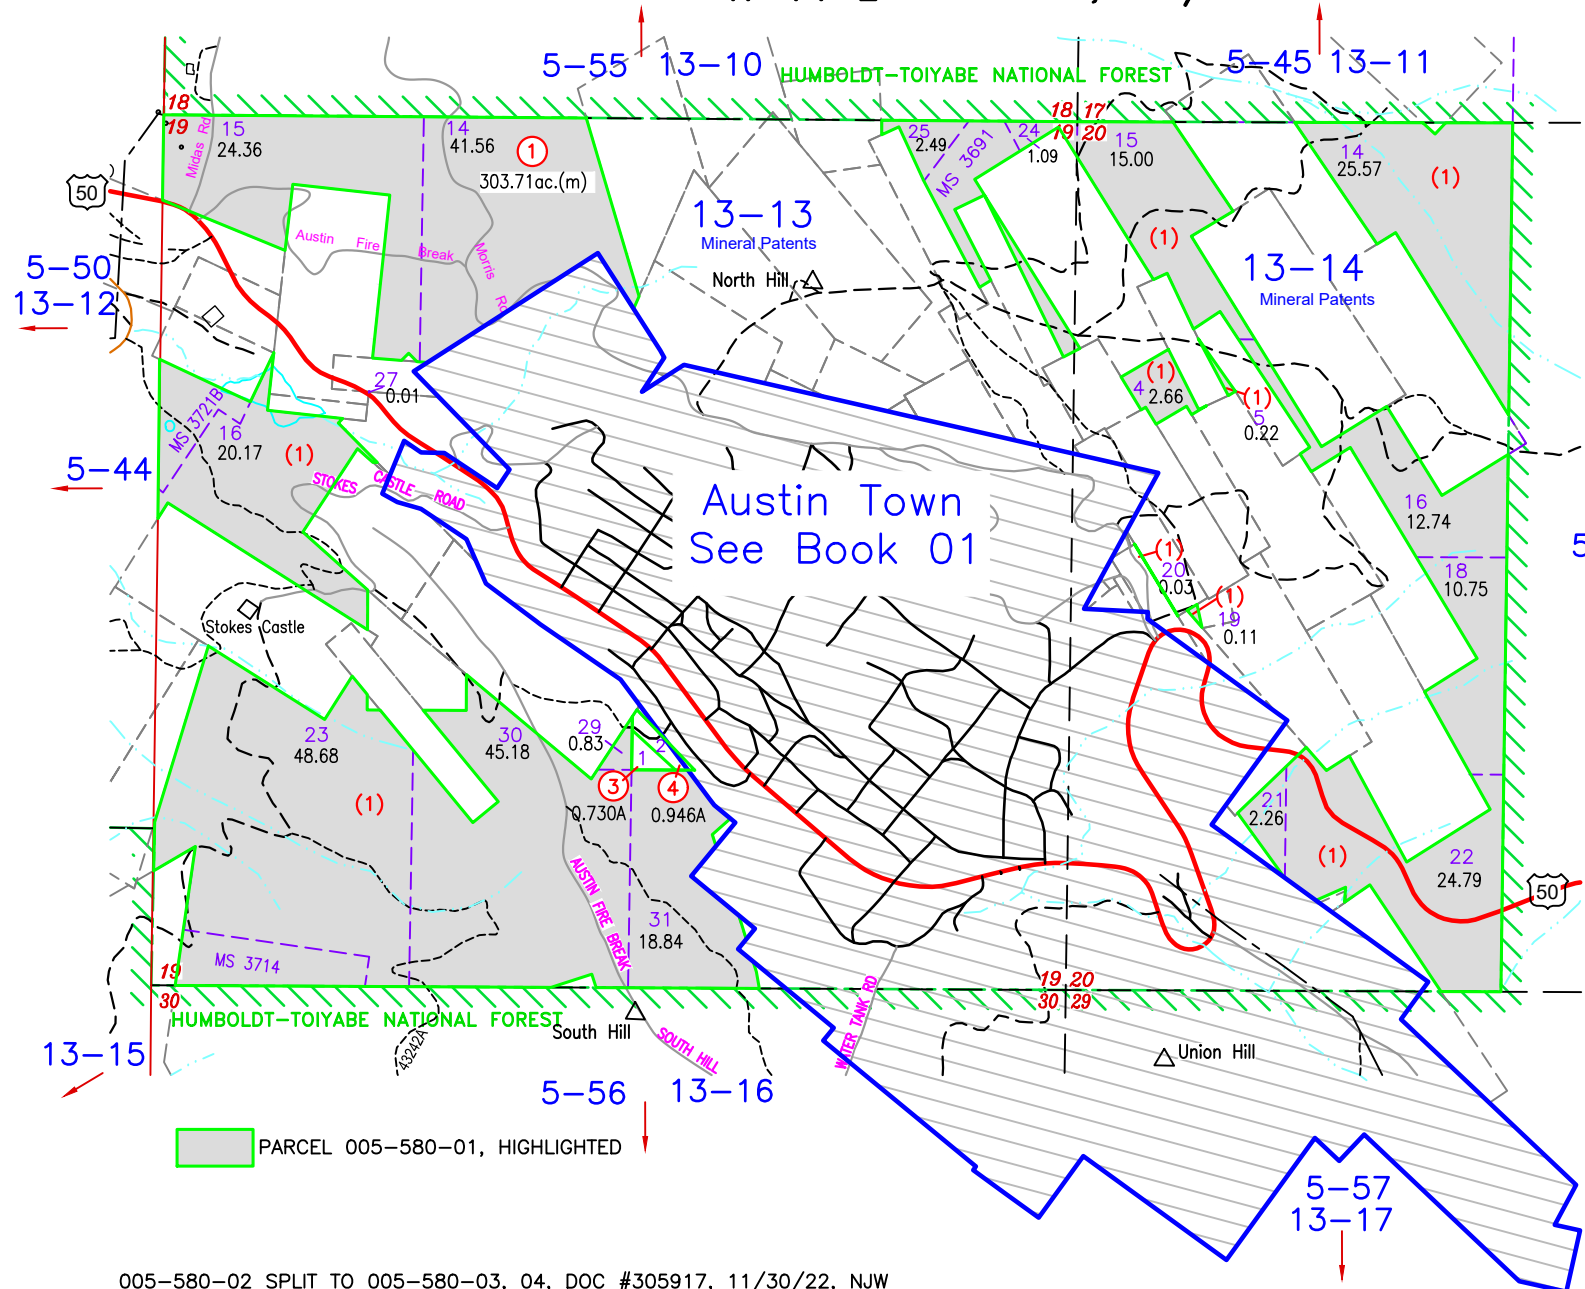 5-55
13-10
5-45 13-11
HUMBOLDT-TOIYABE NATIONAL FOREST
18
19
18 17
19 20
15
24.36
Midas Rd
14
41.56
1
303.71ac.(m)
25
2.49
MS 3691
24
1.09
15
15.00
14
25.57
(1)
50
13-13
Mineral Patents
(1)
Austin Fire Break
Morris Rd
5-50
13-12
North Hill
13-14
Mineral Patents
27
0.01
(1)
4
2.66
(1)
5
0.22
MS 3721B
16
20.17
(1)
5-44
STOKES CASTLE ROAD
Austin Town
See Book 01
16
12.74
(1)
20
0.03
18
10.75
(1)
19
0.11
Stokes Castle
23
48.68
30
45.18
29
0.83
2
1
3
0.730A
4
0.946A
(1)
21
2.26
(1)
22
24.79
50
AUSTIN FIRE BREAK
31
18.84
MS 3714
19
30
19 20
30 29
HUMBOLDT-TOIYABE NATIONAL FOREST
43242A
South Hill
SOUTH HILL
WATER TANK RD
Union Hill
13-15
5-56
13-16
PARCEL 005-580-01, HIGHLIGHTED
5-57
13-17
005-580-02 SPLIT TO 005-580-03, 04, DOC #305917, 11/30/22, NJW